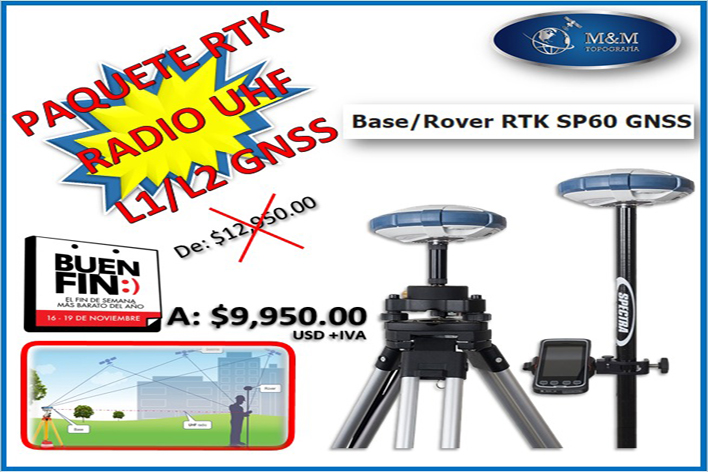 M&M
TOPOGRAFÍA
PAQUETE RTK
RADIO UHF
L1/L2 GNSS
Base/Rover RTK SP60 GNSS
De: $12,950.00
BUEN
FIN:)
EL FIN DE SEMANA
MÁS BARATO DEL AÑO
16 - 19 DE NOVIEMBRE
A: $9,950.00
USD +IVA
SPECTRA
Base
UHF radio